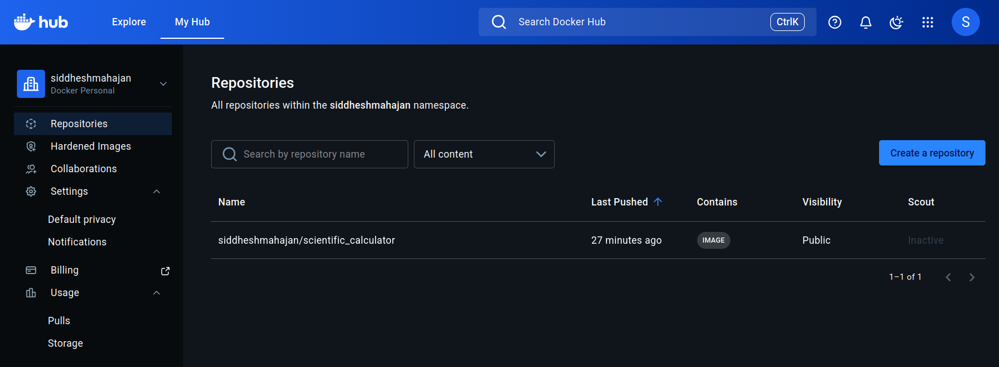 hub
Explore
My Hub
Search Docker Hub
CtrlK
S
siddheshmahajan
Docker Personal
Repositories
Hardened Images
Collaborations
Settings
Default privacy
Notifications
Billing
Usage
Pulls
Storage
Repositories
All repositories within the siddheshmahajan namespace.
Search by repository name
All content
Create a repository
Name Last Pushed Contains Visibility Scout
siddheshmahajan/scientific_calculator 27 minutes ago IMAGE Public Inactive
1–1 of 1